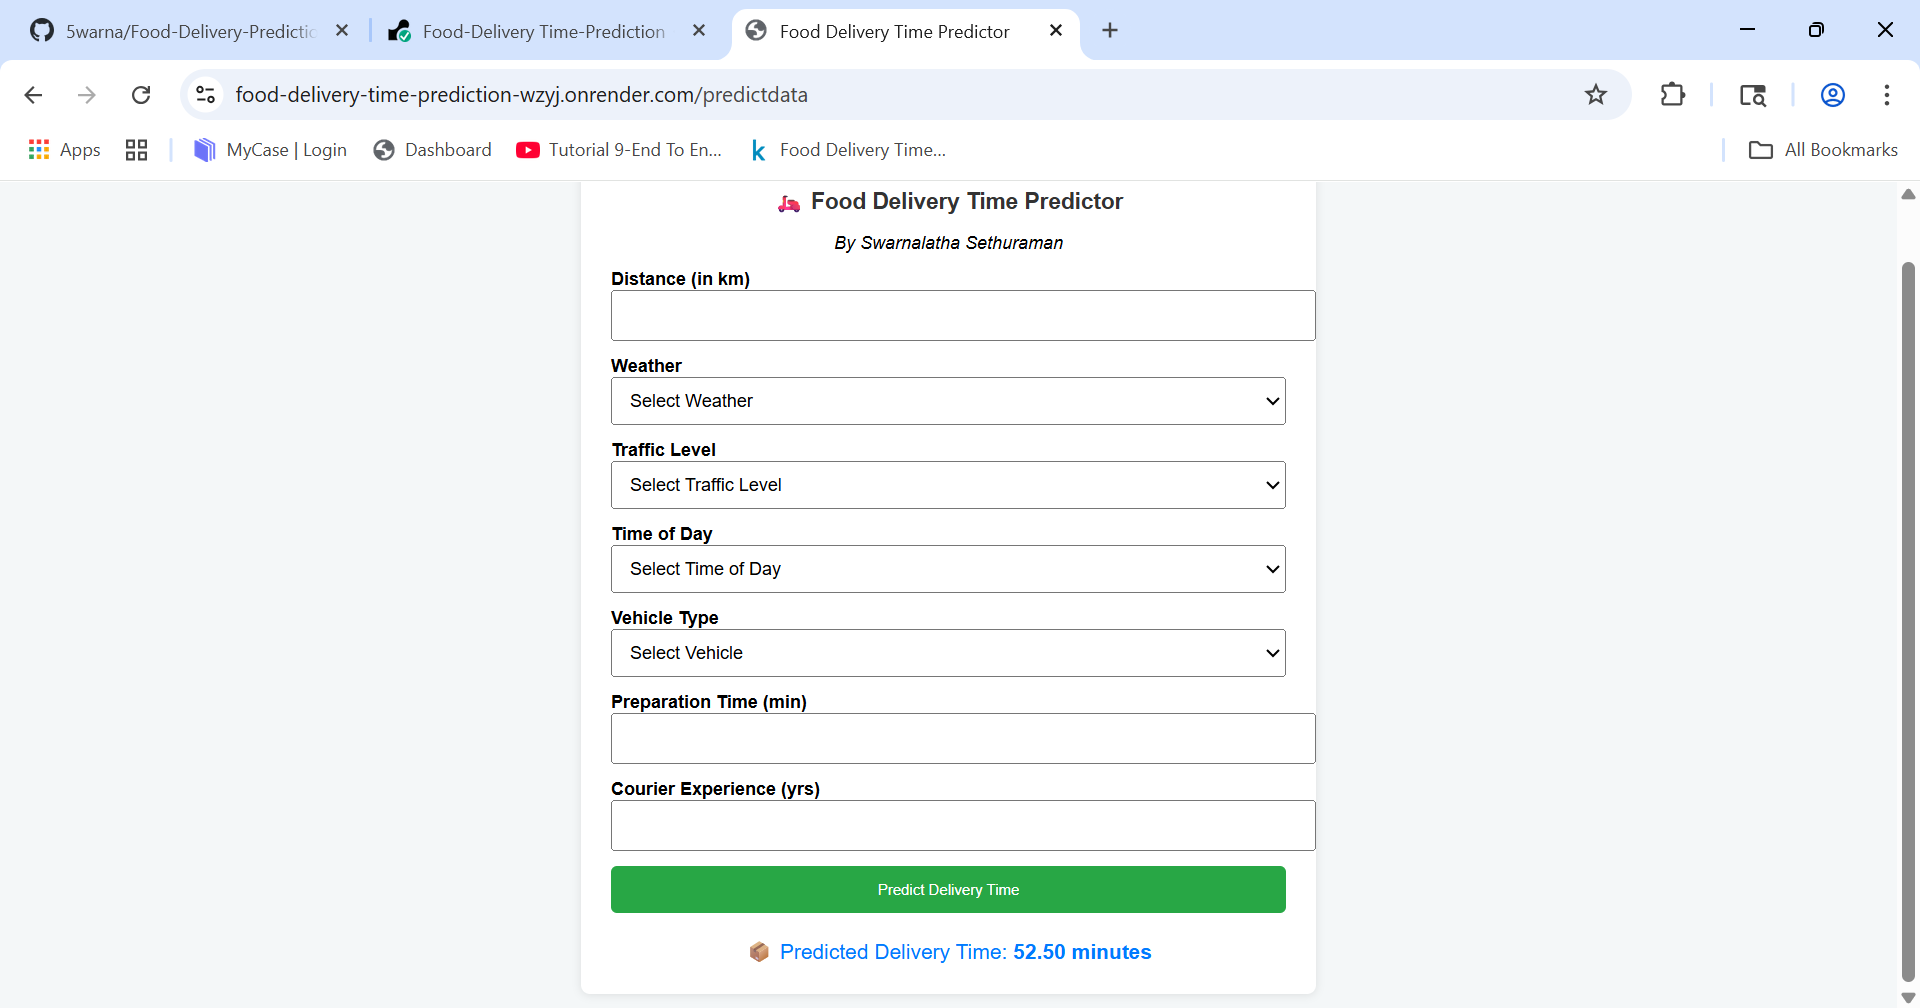 5warna/Food-Delivery-Predictic
Food-Delivery Time-Prediction
Food Delivery Time Predictor
food-delivery-time-prediction-wzyj.onrender.com/predictdata
Apps
MyCase | Login
Dashboard
Tutorial 9-End To En...
Food Delivery Time...
All Bookmarks
Food Delivery Time Predictor
By Swarnalatha Sethuraman
Distance (in km)
Weather
Select Weather
Traffic Level
Select Traffic Level
Time of Day
Select Time of Day
Vehicle Type
Select Vehicle
Preparation Time (min)
Courier Experience (yrs)
Predict Delivery Time
Predicted Delivery Time: 52.50 minutes